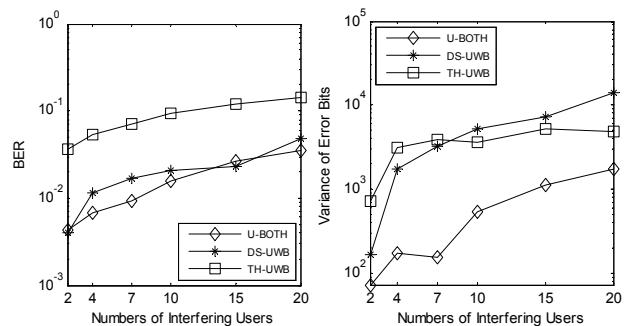 10^0
10^-1
10^-2
10^-3
BER
2 4 7 10 15 20
Numbers of Interfering Users
U-BOTH
DS-UWB
TH-UWB
10^5
10^4
10^3
10^2
Variance of Error Bits
2 4 7 10 15 20
Numbers of Interfering Users
U-BOTH
DS-UWB
TH-UWB